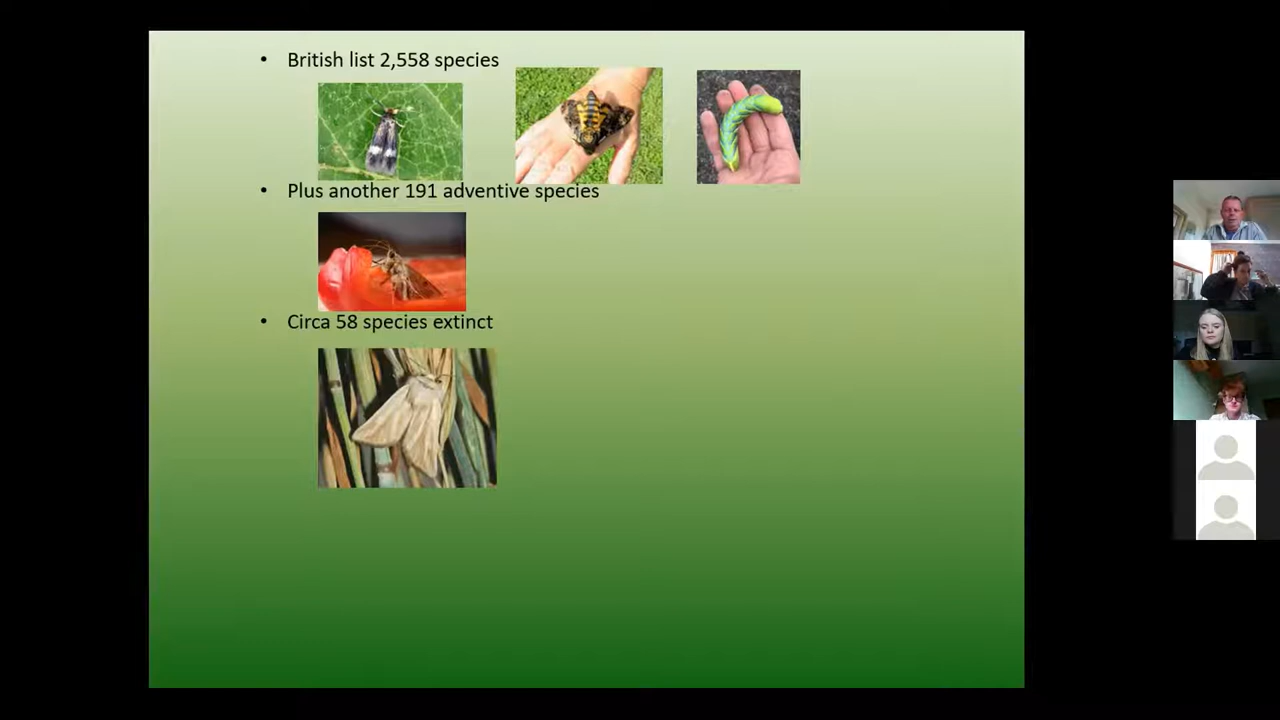 • British list 2,558 species
• Plus another 191 adventive species
• Circa 58 species extinct